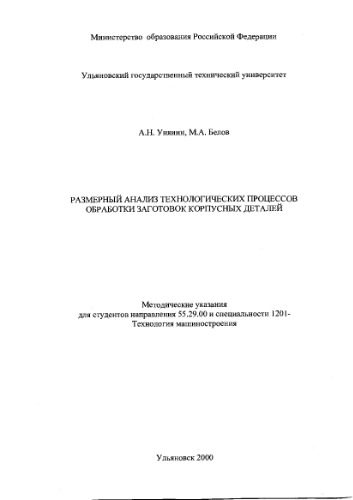 Министерство образования Российской Федерации
Ульяновский государственный технический университет
А.Н. Унянин, М.А. Белов
РАЗМЕРНЫЙ АНАЛИЗ ТЕХНОЛОГИЧЕСКИХ ПРОЦЕССОВ
ОБРАБОТКИ ЗАГОТОВОК КОРПУСНЫХ ДЕТАЛЕЙ
Методические указания
для студентов направления 55.29.00 и специальности 1201-
Технология машиностроения
Ульяновск 2000